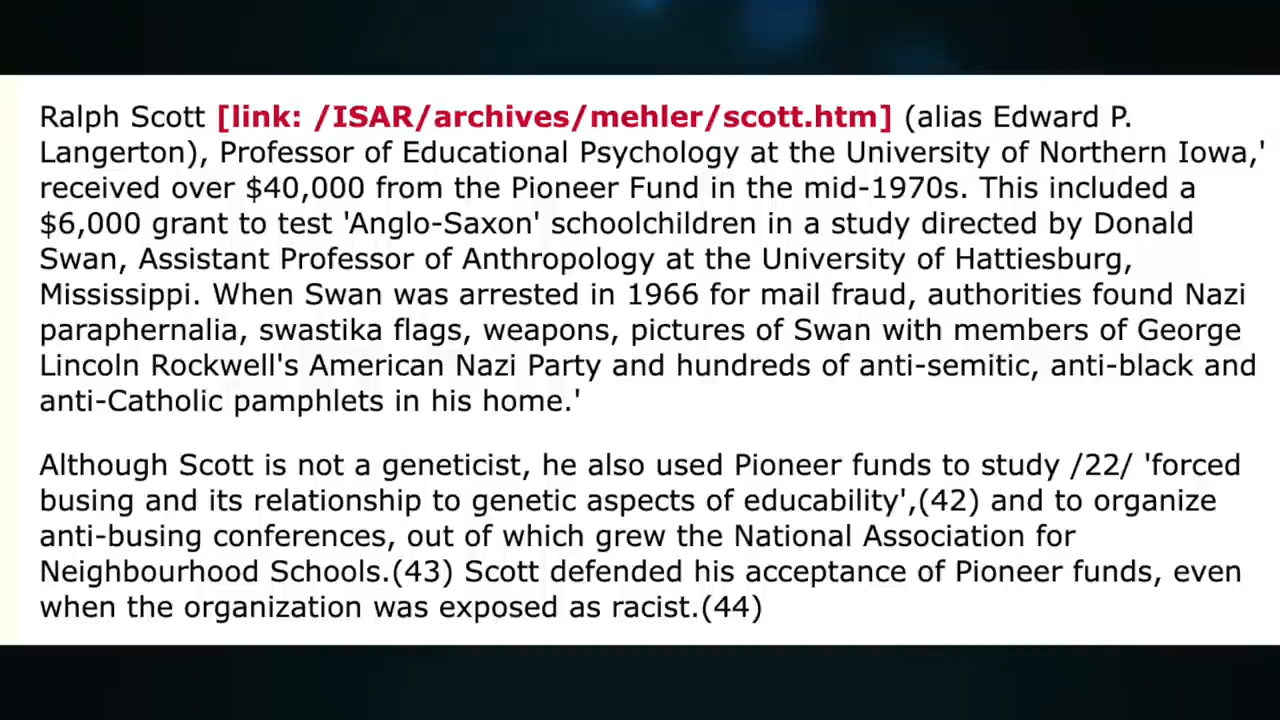 Ralph Scott [link: /ISAR/archives/mehler/scott.htm] (alias Edward P.
Langerton), Professor of Educational Psychology at the University of Northern Iowa,'
received over $40,000 from the Pioneer Fund in the mid-1970s. This included a
$6,000 grant to test 'Anglo-Saxon' schoolchildren in a study directed by Donald
Swan, Assistant Professor of Anthropology at the University of Hattiesburg,
Mississippi. When Swan was arrested in 1966 for mail fraud, authorities found Nazi
paraphernalia, swastika flags, weapons, pictures of Swan with members of George
Lincoln Rockwell's American Nazi Party and hundreds of anti-semitic, anti-black and
anti-Catholic pamphlets in his home.'
Although Scott is not a geneticist, he also used Pioneer funds to study /22/ 'forced
busing and its relationship to genetic aspects of educability',(42) and to organize
anti-busing conferences, out of which grew the National Association for
Neighbourhood Schools.(43) Scott defended his acceptance of Pioneer funds, even
when the organization was exposed as racist.(44)